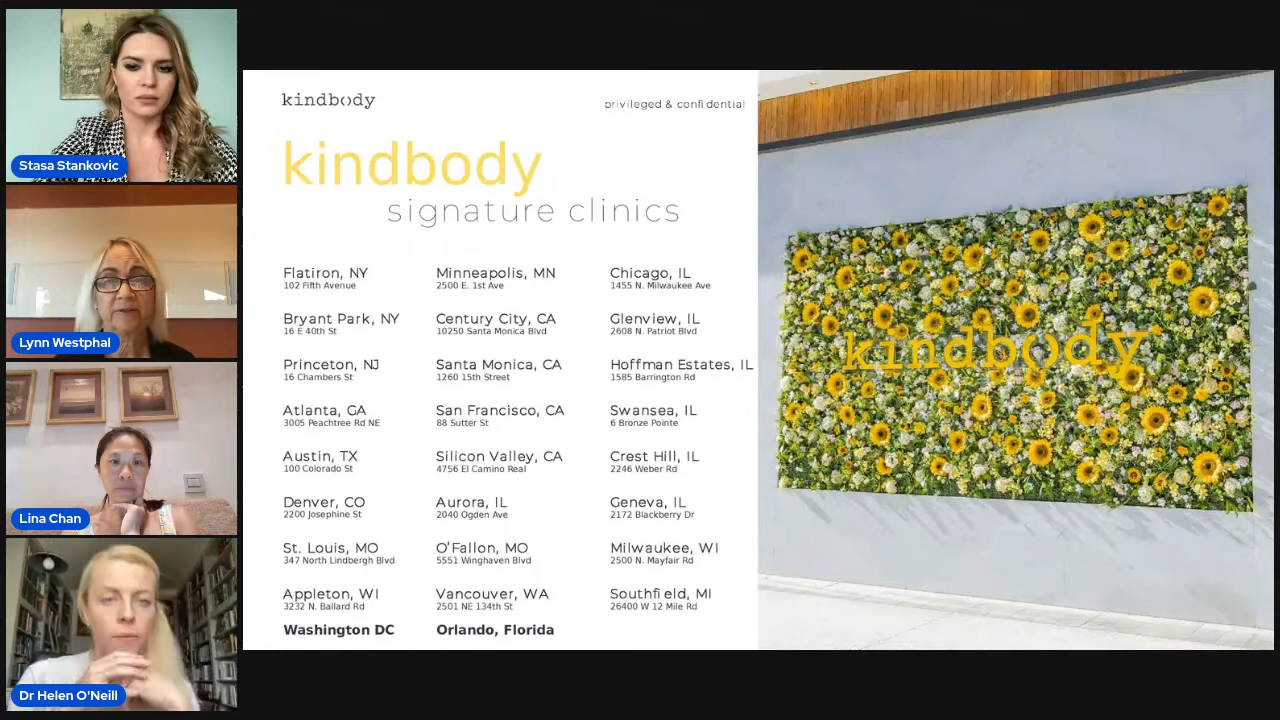 Stasa Stankovic
Lynn Westphal
Lina Chan
Dr Helen O'Neill
kindbody
privileged & confidential
kindbody
signature clinics
Flatiron, NY
102 Fifth Avenue
Bryant Park, NY
16 E 40th St
Princeton, NJ
16 Chambers St
Atlanta, GA
3005 Peachtree Rd NE
Austin, TX
100 Colorado St
Denver, CO
2200 Josephine St
St. Louis, MO
347 North Lindbergh Blvd
Appleton, WI
3232 N. Ballard Rd
Washington DC
Minneapolis, MN
2500 E. 1st Ave
Century City, CA
10250 Santa Monica Blvd
Santa Monica, CA
1260 15th Street
San Francisco, CA
88 Sutter St
Silicon Valley, CA
4756 El Camino Real
Aurora, IL
2040 Ogden Ave
O'Fallon, MO
5551 Winghaven Blvd
Vancouver, WA
2501 NE 134th St
Orlando, Florida
Chicago, IL
1455 N. Milwaukee Ave
Glenview, IL
2608 N. Patriot Blvd
Hoffman Estates, IL
1585 Barrington Rd
Swansea, IL
6 Bronze Pointe
Crest Hill, IL
2246 Weber Rd
Geneva, IL
2172 Blackberry Dr
Milwaukee, WI
2500 N. Mayfair Rd
Southfield, MI
26400 W 12 Mile Rd
kindbody